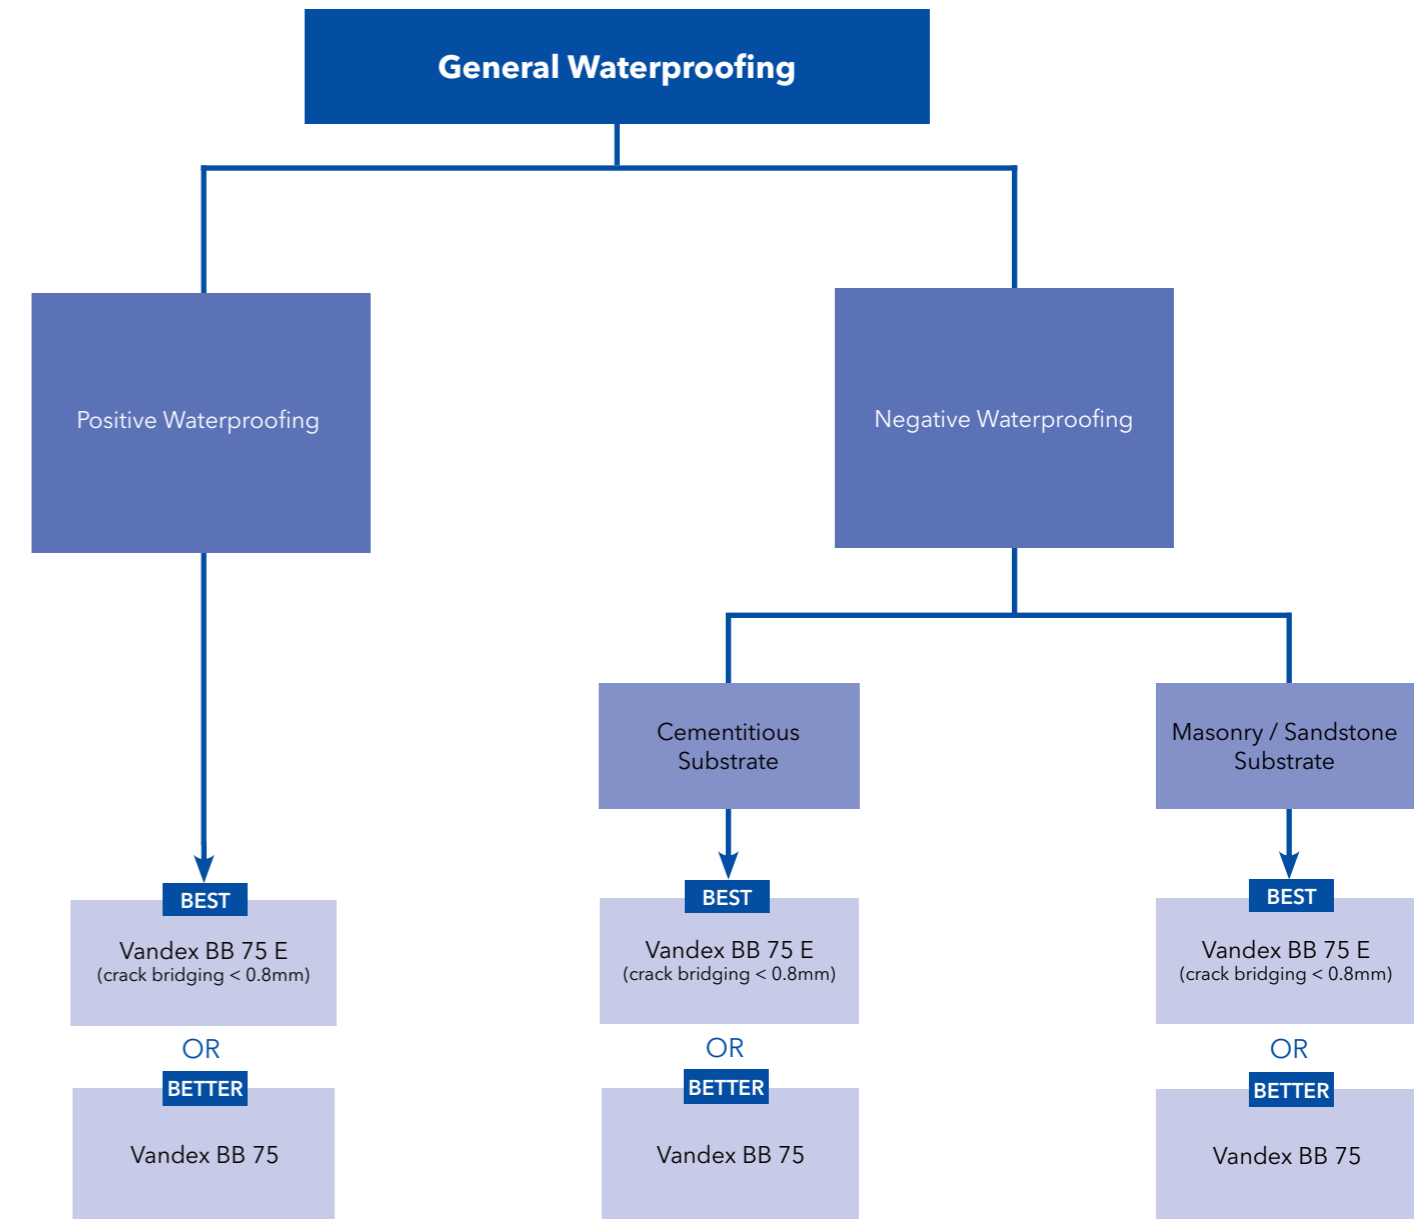 General Waterproofing
Positive Waterproofing
Negative Waterproofing
Cementitious
Substrate
Masonry / Sandstone
Substrate
BEST
Vandex BB 75 E
(crack bridging < 0.8mm)
OR
BETTER
Vandex BB 75
BEST
Vandex BB 75 E
(crack bridging < 0.8mm)
OR
BETTER
Vandex BB 75
BEST
Vandex BB 75 E
(crack bridging < 0.8mm)
OR
BETTER
Vandex BB 75